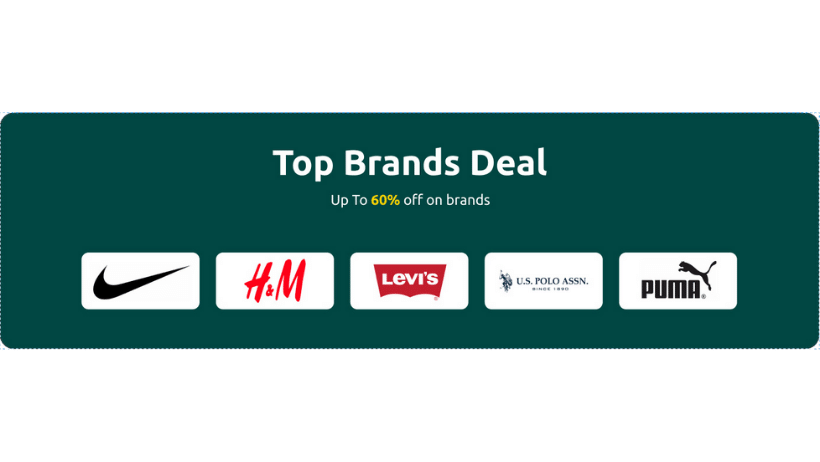 Top Brands Deal
Up To 60% off on brands
H&M
LEVI'S
U.S. POLO ASSN.
SINCE 1890
PUMA